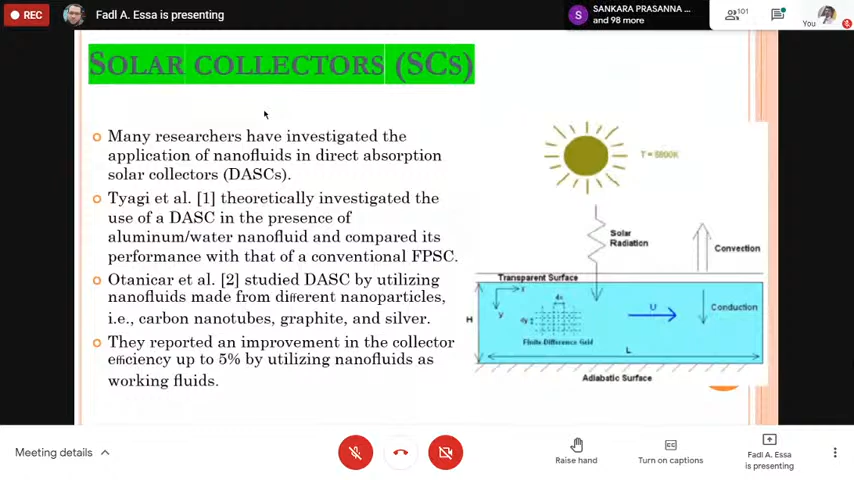 REC
Fadl A. Essa is presenting
S
SANKARA PRASANNA ...
and 98 more
101
You
SOLAR COLLECTORS (SCS)
Many researchers have investigated the
application of nanofluids in direct absorption
solar collectors (DASCs).
Tyagi et al. [1] theoretically investigated the
use of a DASC in the presence of
aluminum/water nanofluid and compared its
performance with that of a conventional FPSC.
Otanicar et al. [2] studied DASC by utilizing
nanofluids made from different nanoparticles,
i.e., carbon nanotubes, graphite, and silver.
They reported an improvement in the collector
efficiency up to 5% by utilizing nanofluids as
working fluids.
T = 5800K
Solar
Radiation
Convection
Transparent Surface
x
y
dx
dy
U
Conduction
H
Finite-Difference Grid
L
Adiabatic Surface
Meeting details
Raise hand
Turn on captions
Fadl A. Essa
is presenting